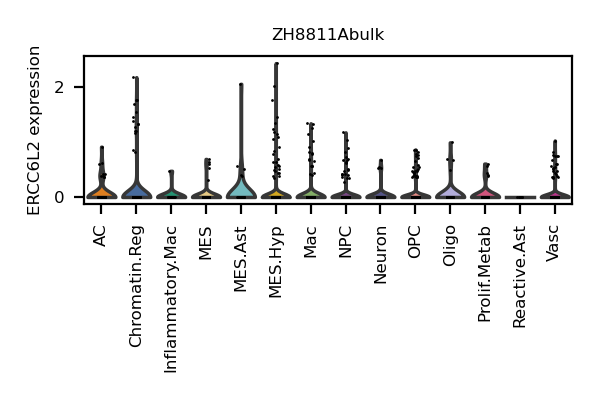 ZH8811Abulk
ERCC6L2 expression
2
0
AC
Chromatin.Reg
Inflammatory.Mac
MES
MES.Ast
MES.Hyp
Mac
NPC
Neuron
OPC
Oligo
Prolif.Metab
Reactive.Ast
Vasc